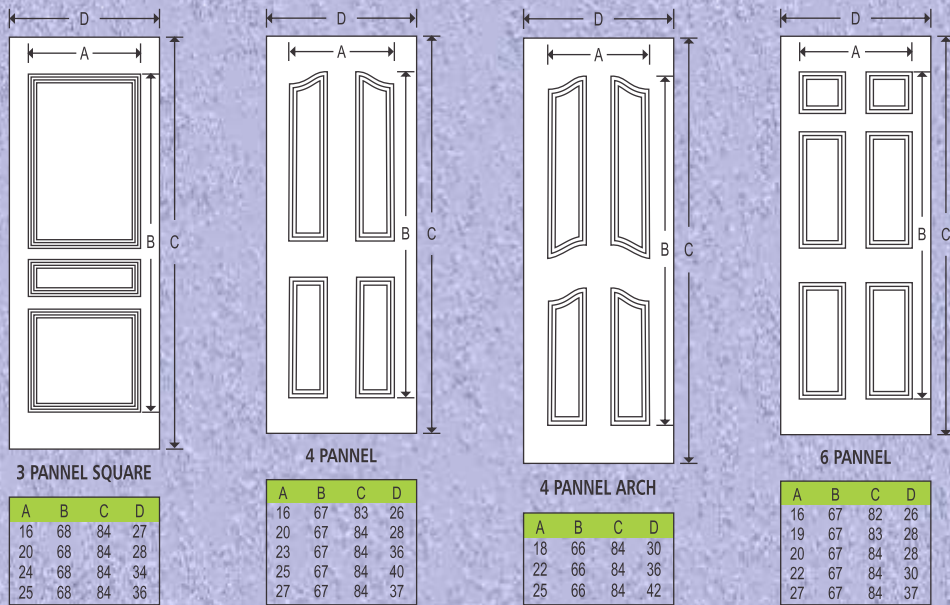 D
A
B
C
3 PANNEL SQUARE
A B C D
16 68 84 27
20 68 84 28
24 68 84 34
25 68 84 36
D
A
B
C
4 PANNEL
A B C D
16 67 83 26
20 67 84 28
23 67 84 36
25 67 84 40
27 67 84 37
D
A
B
C
4 PANNEL ARCH
A B C D
18 66 84 30
22 66 84 36
25 66 84 42
D
A
B
C
6 PANNEL
A B C D
16 67 82 26
19 67 83 28
20 67 84 28
22 67 84 30
27 67 84 37